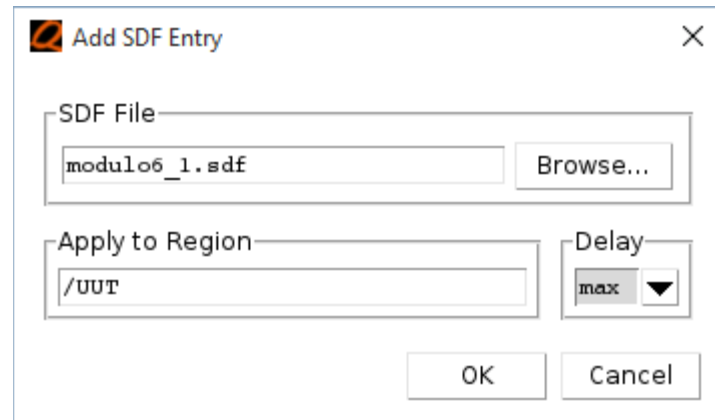 Add SDF Entry
SDF File
modulo6_1.sdf
Browse...
Apply to Region
Delay
/UUT
max
OK
Cancel